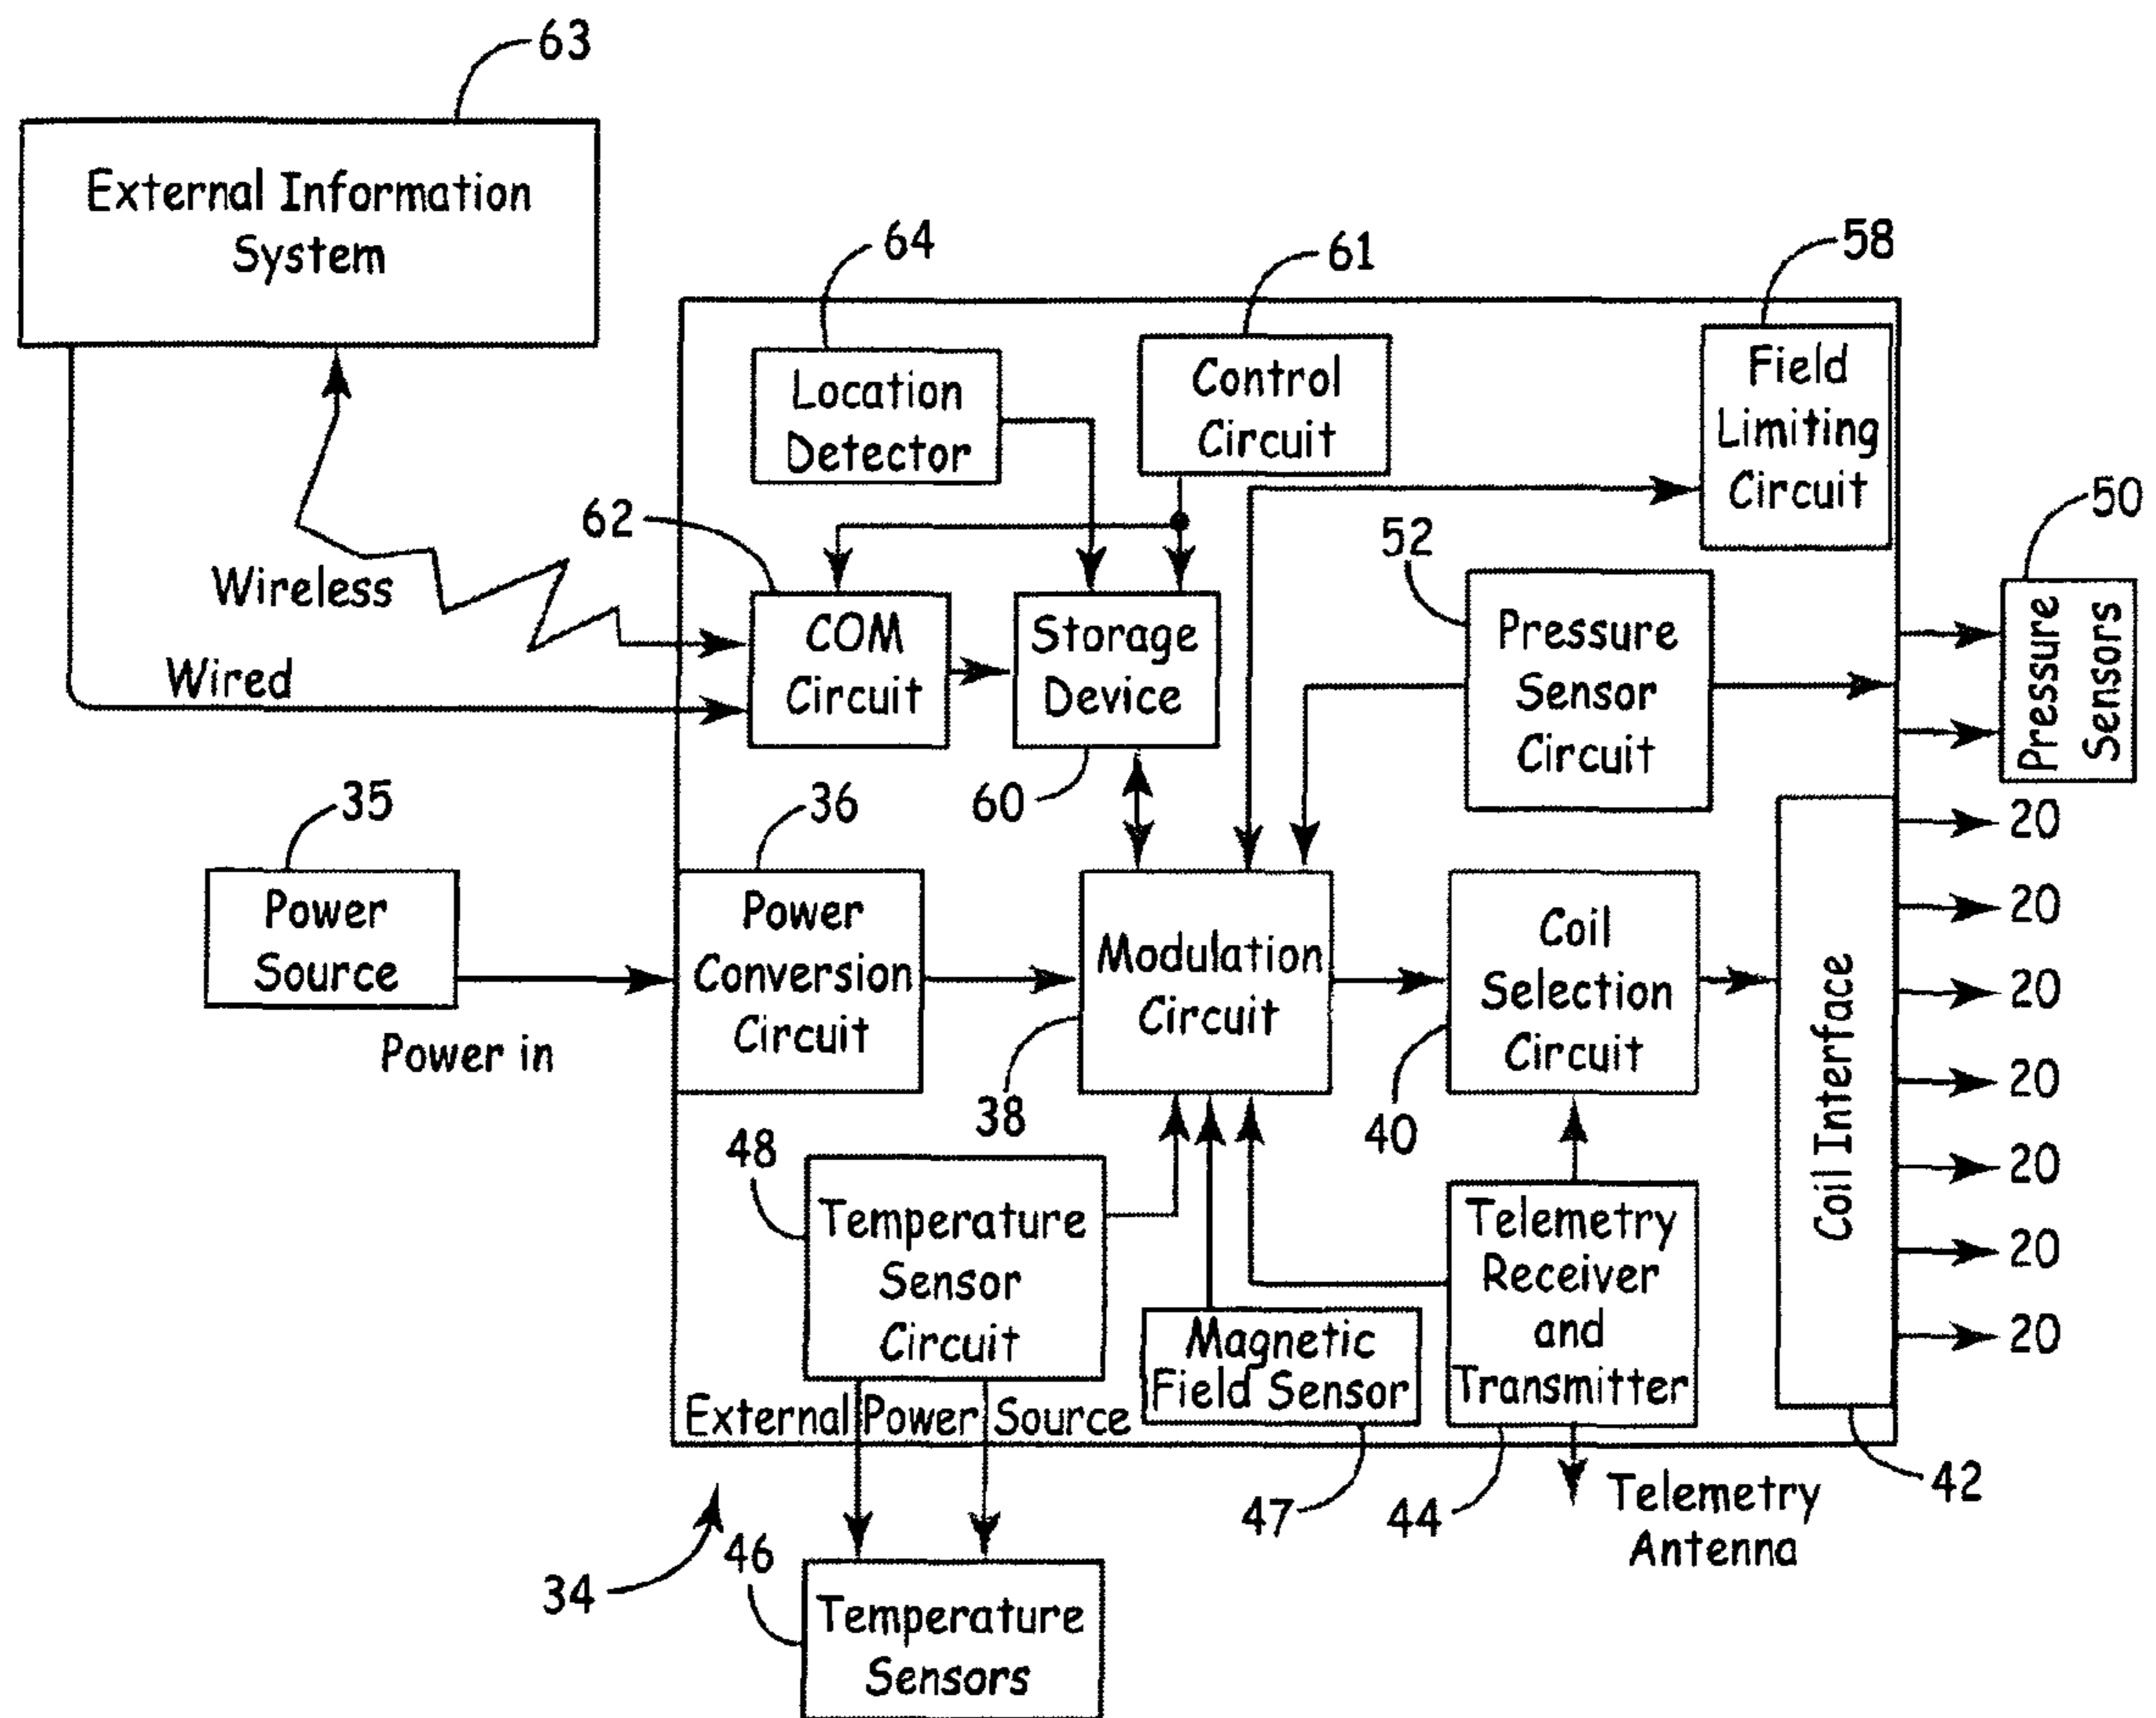 63
External Information
System
64
61
58
Location
Detector
Control
Circuit
Field
Limiting
Circuit
62
52
50
Wireless
COM
Circuit
Storage
Device
Pressure
Sensor
Circuit
Pressure
Sensors
Wired
35
36
60
20
Power
Source
Power
Conversion
Circuit
Modulation
Circuit
Coil
Selection
Circuit
20
20
Power in
38
40
20
Coil Interface
48
20
Temperature
Sensor
Circuit
Telemetry
Receiver
and
Transmitter
20
Magnetic
Field Sensor
20
External Power Source
42
47
44
Telemetry
Antenna
34
46
Temperature
Sensors